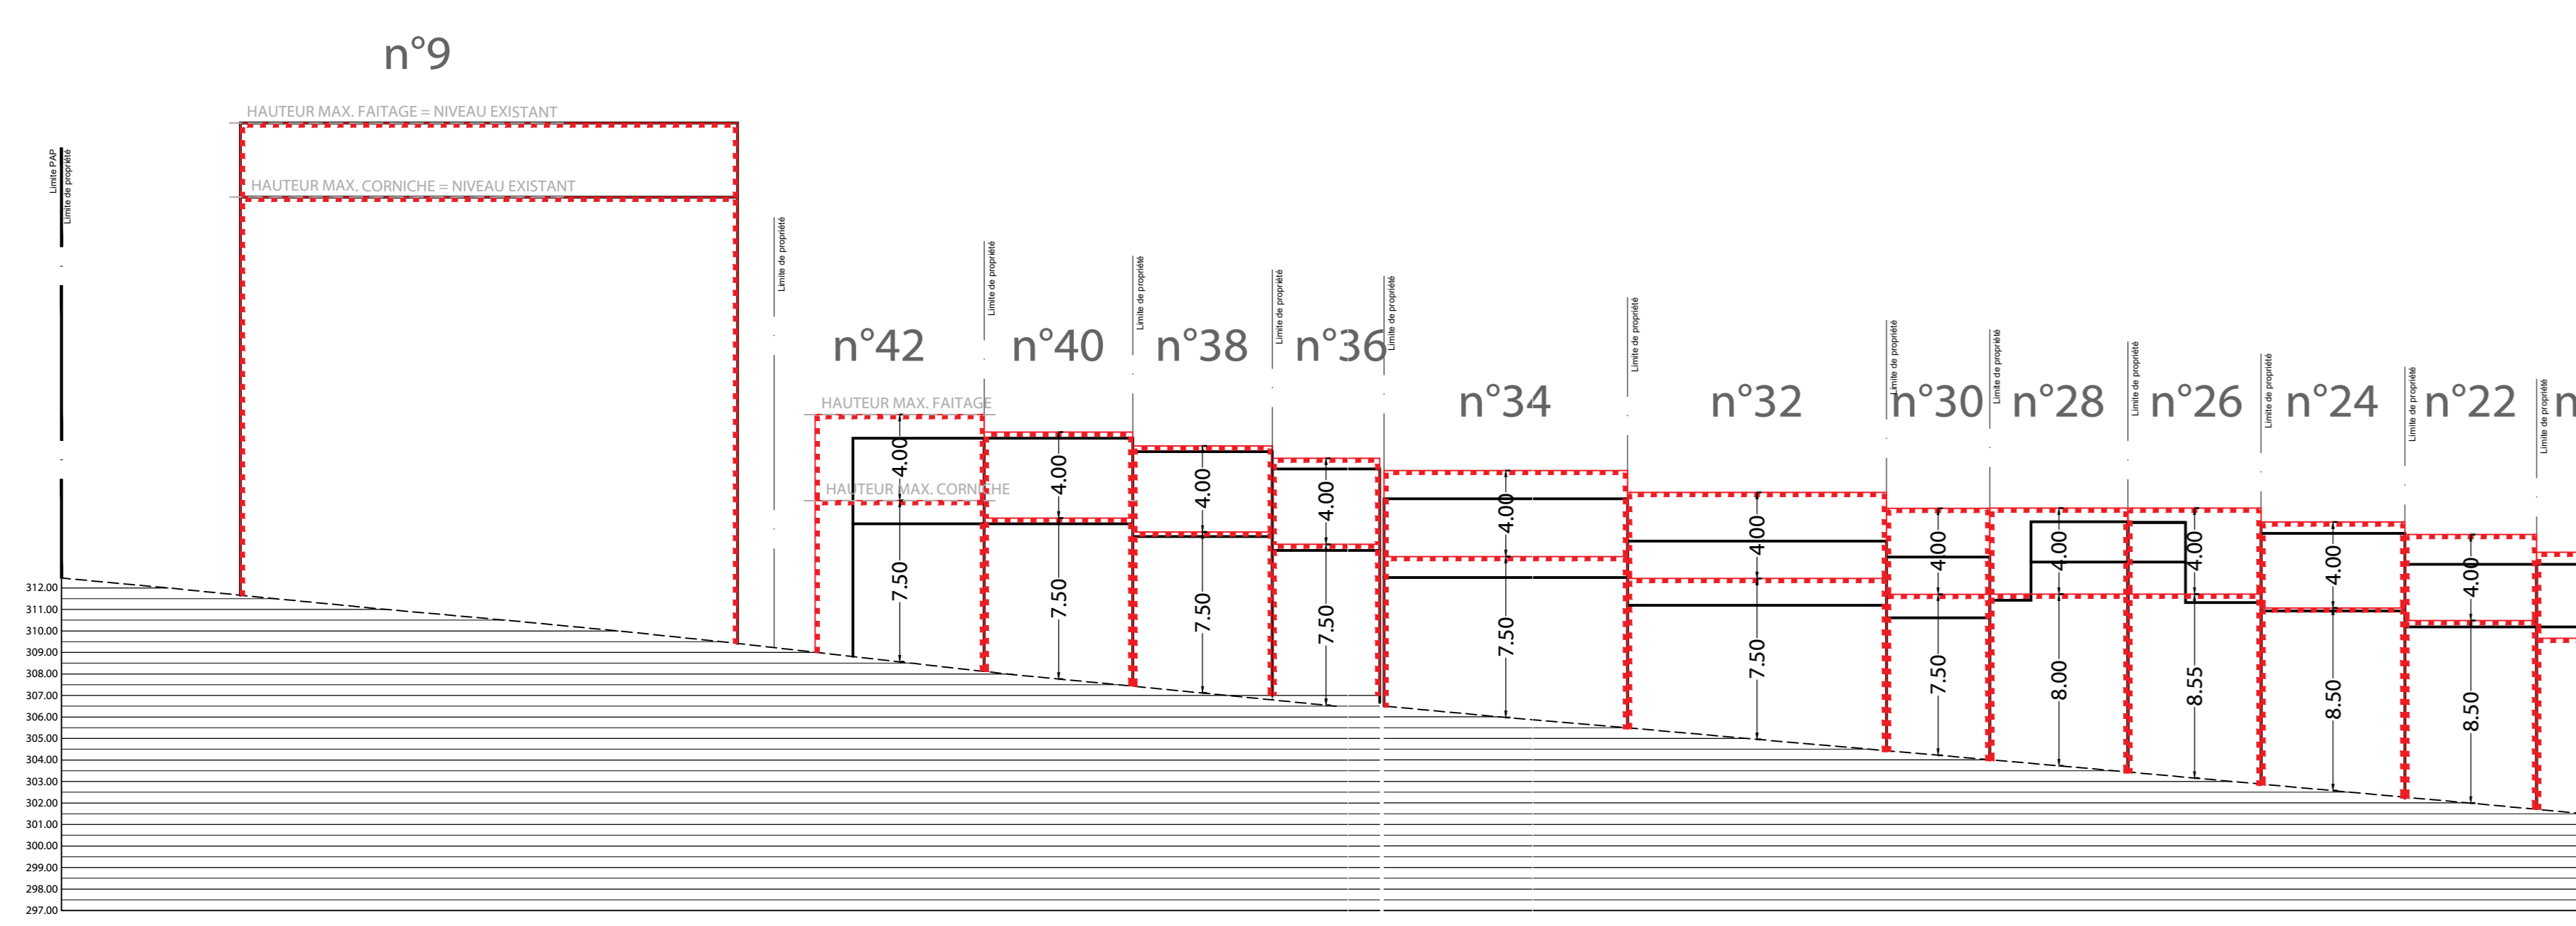 n°9
HAUTEUR MAX. FAITAGE = NIVEAU EXISTANT
HAUTEUR MAX. CORNICHE = NIVEAU EXISTANT
Limite PAP
Limite de propriété
Limite de propriété
Limite de propriété
Limite de propriété
Limite de propriété
Limite de propriété
Limite de propriété
Limite de propriété
Limite de propriété
Limite de propriété
Limite de propriété
Limite de propriété
Limite de propriété
n°42
n°40
n°38
n°36
n°34
n°32
n°30
n°28
n°26
n°24
n°22
n
HAUTEUR MAX. FAITAGE
HAUTEUR MAX. CORNICHE
4.00
4.00
4.00
4.00
4.00
4.00
4.00
4.00
4.00
4.00
4.00
7.50
7.50
7.50
7.50
7.50
7.50
7.50
8.00
8.55
8.50
8.50
312.00
311.00
310.00
309.00
308.00
307.00
306.00
305.00
304.00
303.00
302.00
301.00
300.00
299.00
298.00
297.00